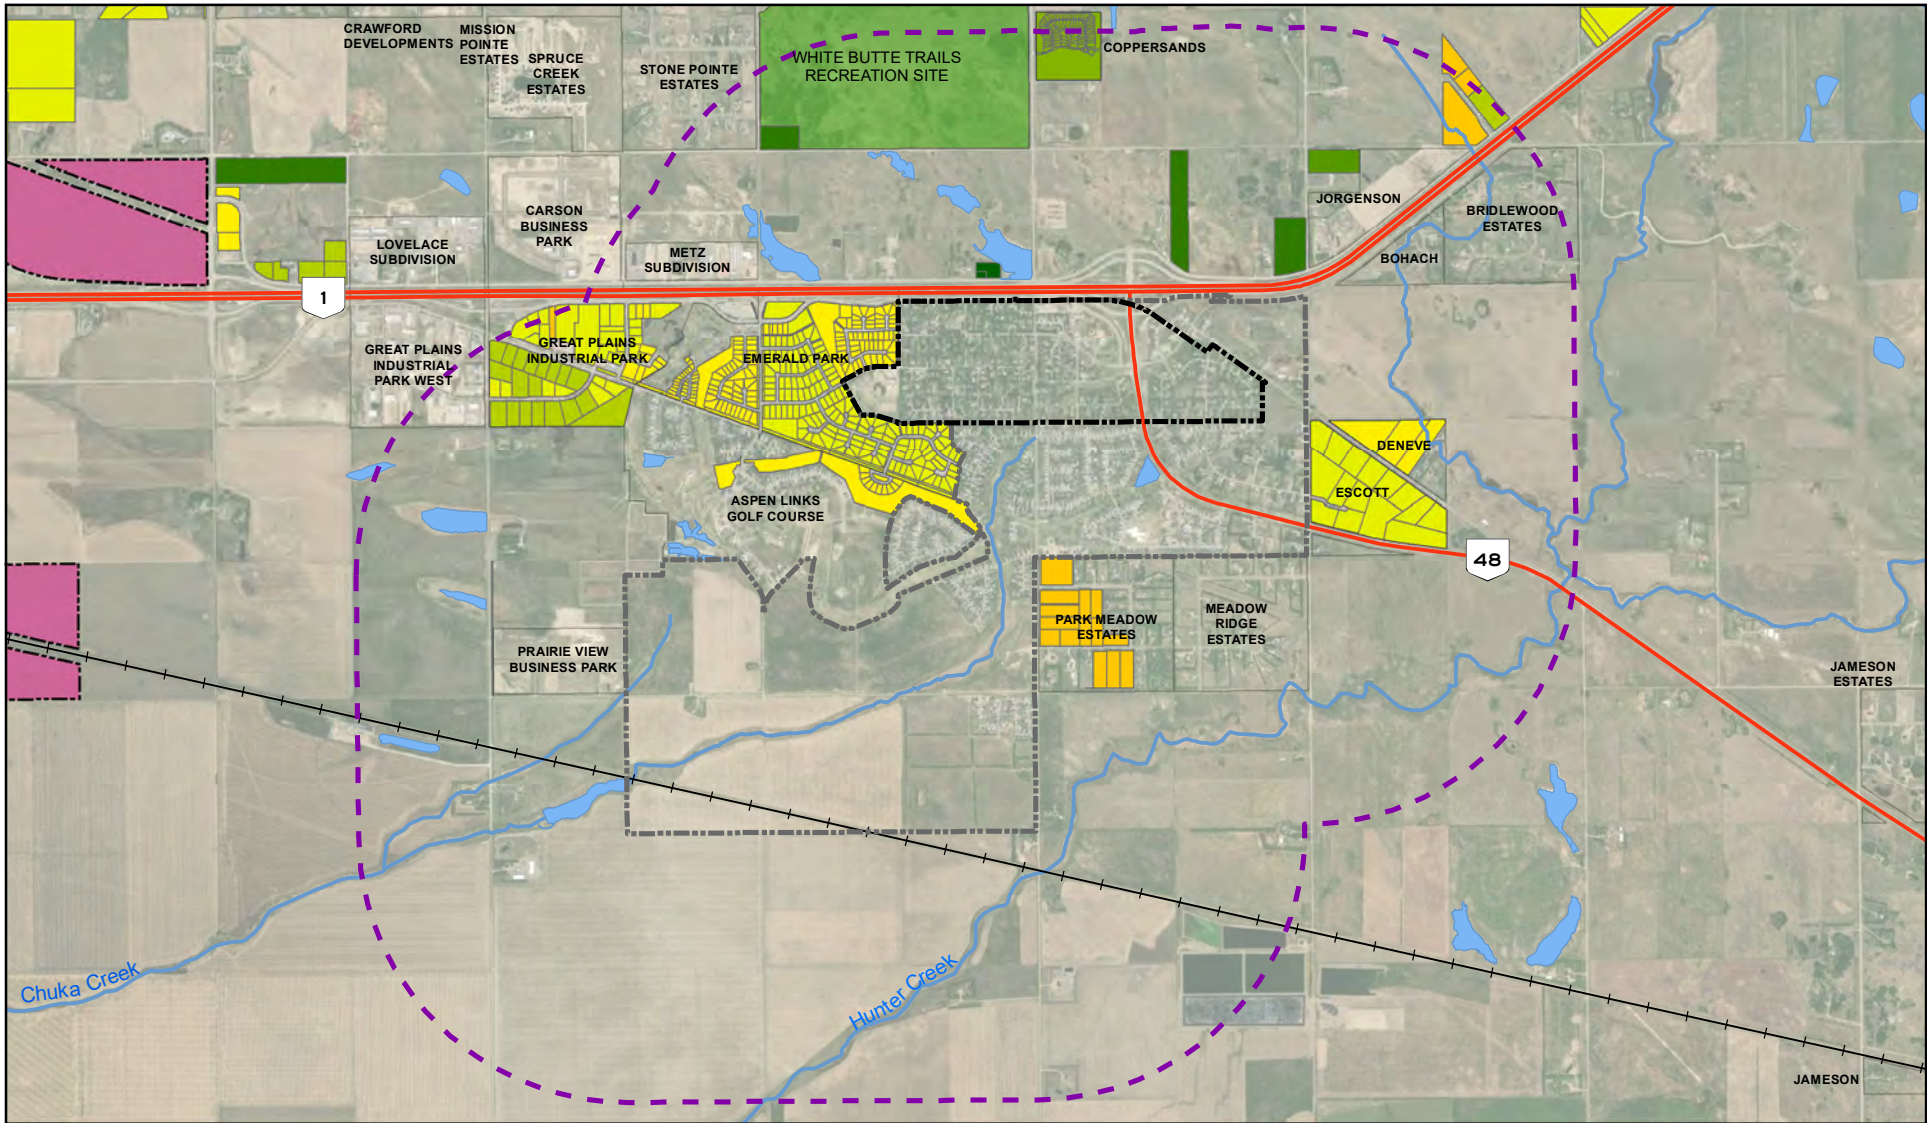 CRAWFORD
DEVELOPMENTS
MISSION
POINTE
ESTATES
SPRUCE
CREEK
ESTATES
STONE POINTE
ESTATES
WHITE BUTTE TRAILS
RECREATION SITE
COPPERSANDS
JORGENSON
BRIDLEWOOD
ESTATES
BOHACH
LOVELACE
SUBDIVISION
CARSON
BUSINESS
PARK
METZ
SUBDIVISION
1
GREAT PLAINS
INDUSTRIAL
PARK WEST
GREAT PLAINS
INDUSTRIAL PARK
EMERALD PARK
ASPEN LINKS
GOLF COURSE
DENEVE
ESCOTT
48
PRAIRIE VIEW
BUSINESS PARK
PARK MEADOW
ESTATES
MEADOW
RIDGE
ESTATES
JAMESON
ESTATES
Chuka Creek
Hunter Creek
JAMESON